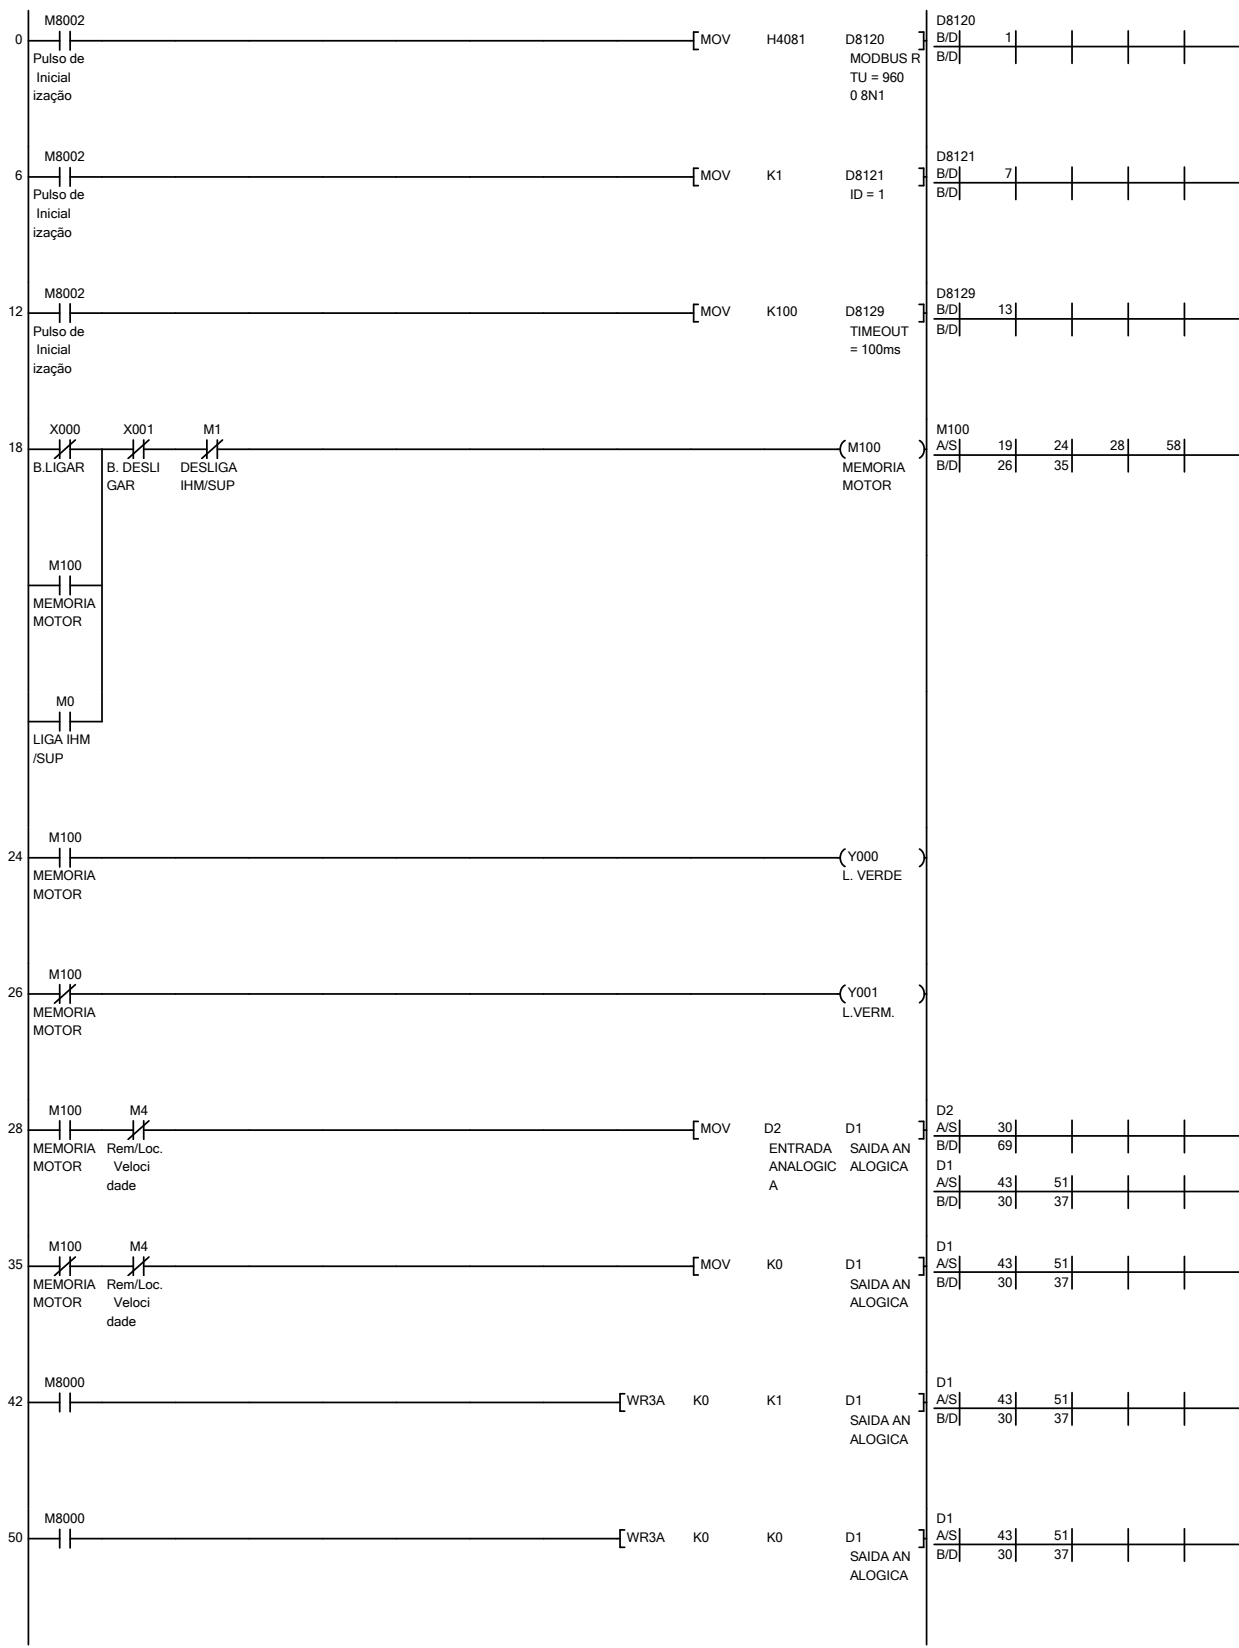 M8002
0
MOV H4081 D8120
Pulso de
Inicial
ização
MODBUS R
TU = 960
0 8N1
D8120
B/D 1
B/D
M8002
6
MOV K1 D8121
Pulso de
Inicial
ização
ID = 1
D8121
B/D 7
B/D
M8002
12
MOV K100 D8129
Pulso de
Inicial
ização
TIMEOUT
= 100ms
D8129
B/D 13
B/D
X000 X001 M1
18
M100
B.LIGAR
B. DESLI
GAR
DESLIGA
IHM/SUP
MEMORIA
MOTOR
M100
A/S 19 24 28 58
B/D 26 35
M100
MEMORIA
MOTOR
M0
LIGA IHM
/SUP
M100
24
Y000
MEMORIA
MOTOR
L. VERDE
M100
26
Y001
MEMORIA
MOTOR
L.VERM.
M100 M4
28
MOV D2 D1
MEMORIA
MOTOR
Rem/Loc.
Veloci
dade
ENTRADA
ANALOGIC
A
SAIDA AN
ALOGICA
D2
A/S 30
B/D 69
D1
A/S 43 51
B/D 30 37
M100 M4
35
MOV K0 D1
MEMORIA
MOTOR
Rem/Loc.
Veloci
dade
SAIDA AN
ALOGICA
D1
A/S 43 51
B/D 30 37
M8000
42
WR3A K0 K1 D1
SAIDA AN
ALOGICA
D1
A/S 43 51
B/D 30 37
M8000
50
WR3A K0 K0 D1
SAIDA AN
ALOGICA
D1
A/S 43 51
B/D 30 37